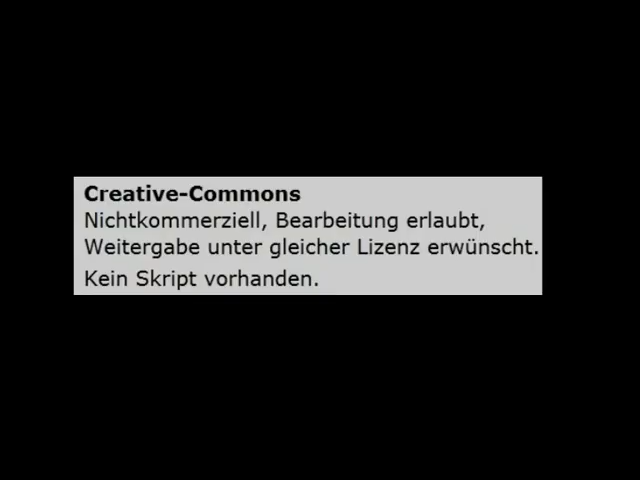 Creative-Commons
Nichtkommerziell, Bearbeitung erlaubt,
Weitergabe unter gleicher Lizenz erwünscht.
Kein Skript vorhanden.